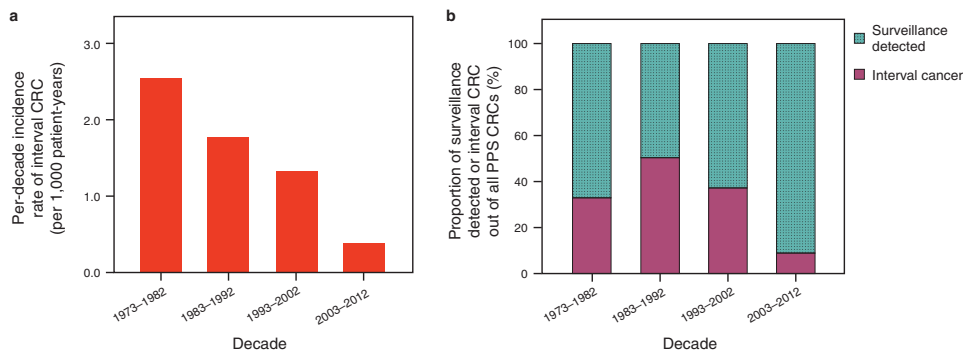 a
Per-decade incidence
rate of interval CRC
(per 1,000 patient-years)
3.0
2.0
1.0
0.0
1973–1982
1983–1992
1993–2002
2003–2012
Decade
b
Proportion of surveillance
detected or interval CRC
out of all PPS CRCs (%)
100
80
60
40
20
0
1973–1982
1983–1992
1993–2002
2003–2012
Decade
Surveillance
detected
Interval cancer